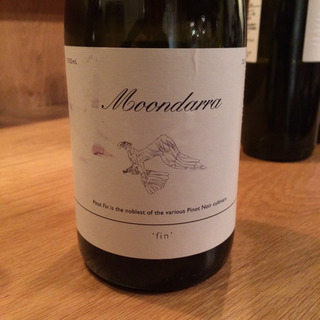 Moondarra
Pinot Fin is the noblest of the various Pinot Noir cultivars
'fin'